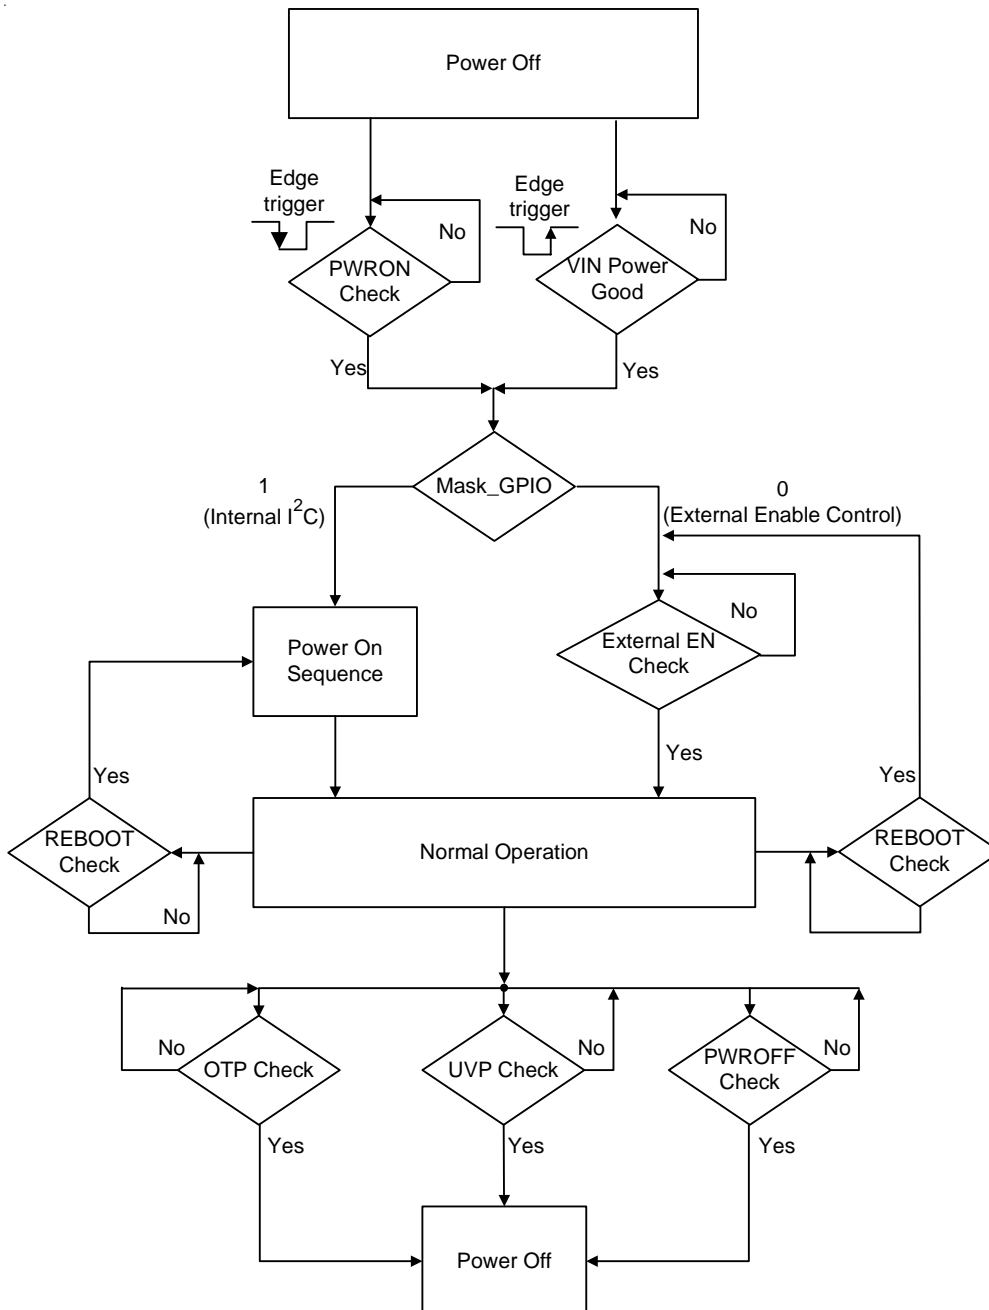 Power Off
Edge
trigger
Edge
trigger
No
No
PWRON
Check
VIN Power
Good
Yes
Yes
Mask_GPIO
1
(Internal I²C)
0
(External Enable Control)
No
Power On
Sequence
External EN
Check
Yes
Yes
Yes
REBOOT
Check
Normal Operation
REBOOT
Check
No
No
OTP Check
No
UVP Check
No
PWROFF
Check
Yes
Yes
Yes
Power Off